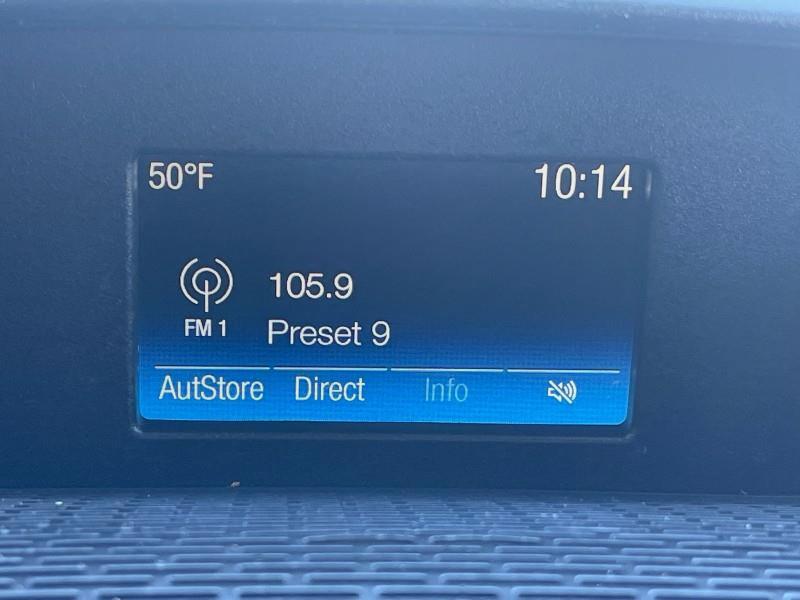 50°F 10:14
105.9
FM 1
Preset 9
AutStore Direct Info